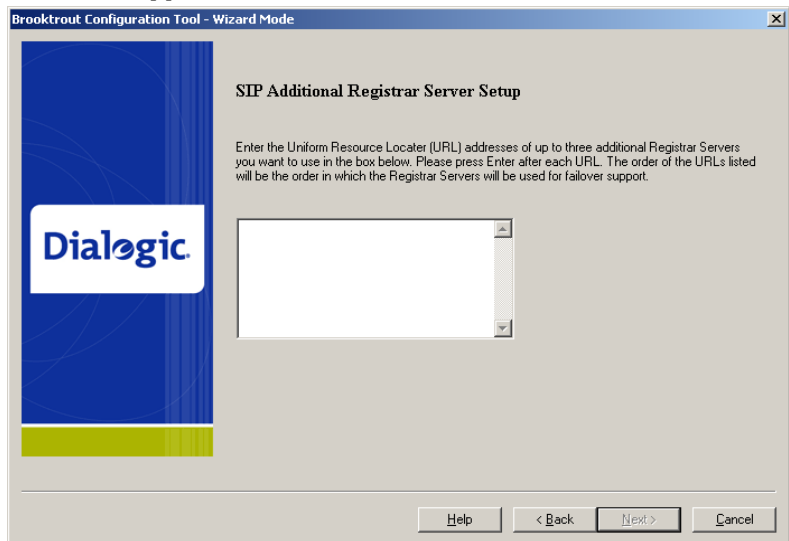 Brooktrout Configuration Tool - Wizard Mode
SIP Additional Registrar Server Setup
Enter the Uniform Resource Locater (URL) addresses of up to three additional Registrar Servers
you want to use in the box below. Please press Enter after each URL. The order of the URLs listed
will be the order in which the Registrar Servers will be used for failover support.
Dialogic.
Help
< Back
Next >
Cancel